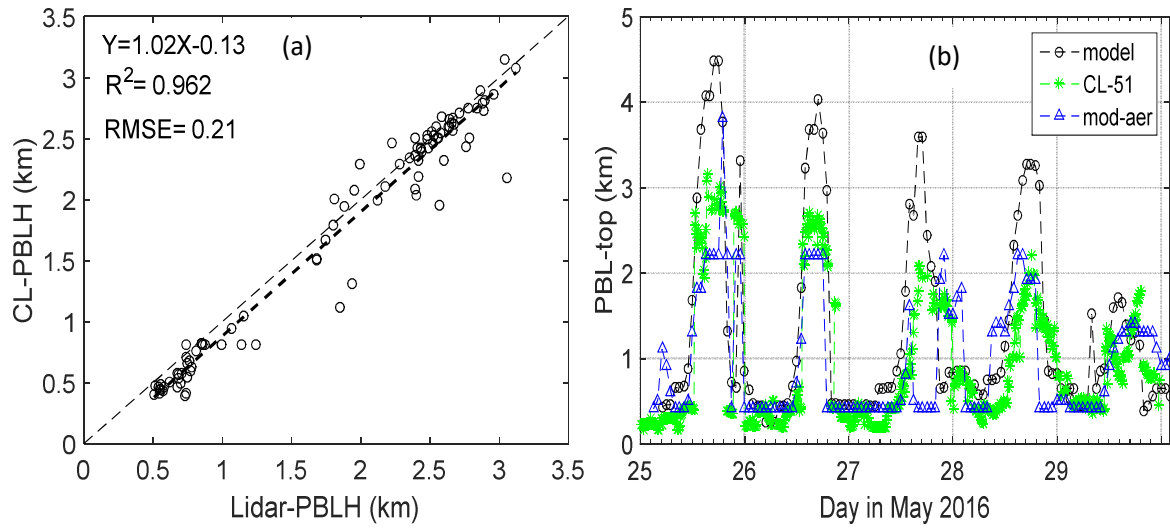 Y=1.02X-0.13
(a)
R²= 0.962
RMSE= 0.21
CL-PBLH (km)
3.5
3
2.5
2
1.5
1
0.5
0
0 0.5 1 1.5 2 2.5 3 3.5
Lidar-PBLH (km)
(b)
model
CL-51
mod-aer
PBL-top (km)
5
4
3
2
1
0
25 26 27 28 29
Day in May 2016